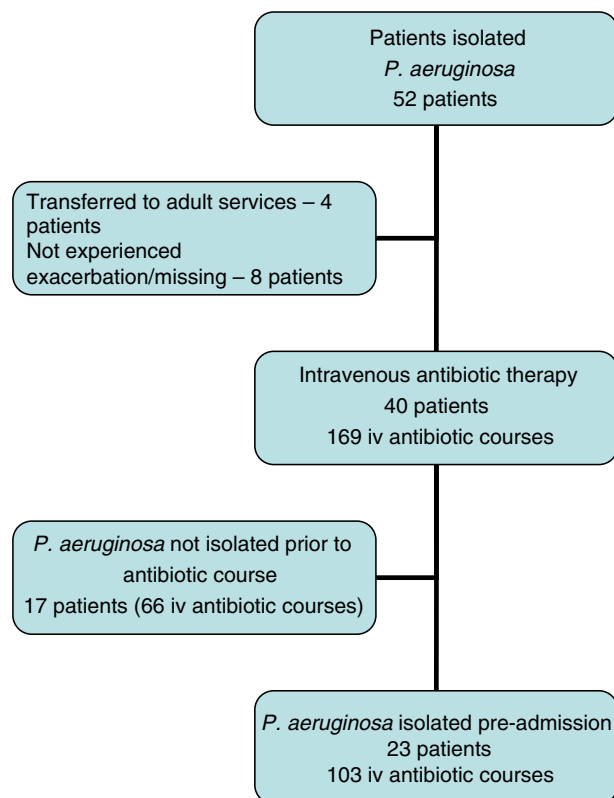 Patients isolated
P. aeruginosa
52 patients
Transferred to adult services – 4
patients
Not experienced
exacerbation/missing – 8 patients
Intravenous antibiotic therapy
40 patients
169 iv antibiotic courses
P. aeruginosa not isolated prior to
antibiotic course
17 patients (66 iv antibiotic courses)
P. aeruginosa isolated pre-admission
23 patients
103 iv antibiotic courses